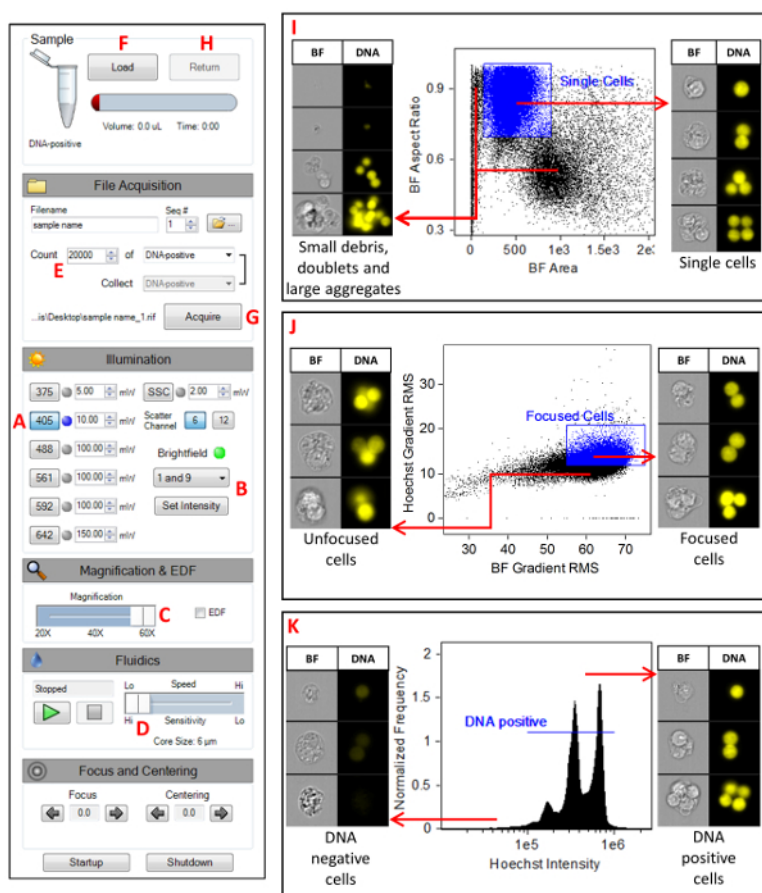 Sample
F
H
Load
Return
Volume: 0.0 uL Time: 0:00
DNA-positive
File Acquisition
Filename
Seq #
sample name
1
...
Count 20000 of DNA-positive
E
Collect DNA-positive
...is\Desktop\sample name_1.rif
Acquire
G
Illumination
375 5.00 mW SSC 2.00 mW
A 405 10.00 mW Scatter Channel 6 12
488 100.00 mW Brightfield
561 100.00 mW 1 and 9 B
592 100.00 mW Set Intensity
642 150.00 mW
Magnification & EDF
Magnification
C
EDF
20X 40X 60X
Fluidics
Stopped
Lo Speed Hi
Hi Sensitivity Lo
D
Core Size: 6 µm
Focus and Centering
Focus Centering
0.0 0.0
Startup Shutdown
I
BF DNA
Small debris,
doublets and
large aggregates
BF Aspect Ratio
0.9
0.6
0.3
Single Cells
0 500 1e3 1.5e3 2e3
BF Area
BF DNA
Single cells
J
BF DNA
Unfocused
cells
Hoechst Gradient RMS
30
20
10
0
Focused Cells
30 40 50 60 70
BF Gradient RMS
BF DNA
Focused
cells
K
BF DNA
DNA
negative
cells
Normalized Frequency
2
1.5
1
0.5
0
DNA positive
1e5 1e6
Hoechst Intensity
BF DNA
DNA
positive
cells